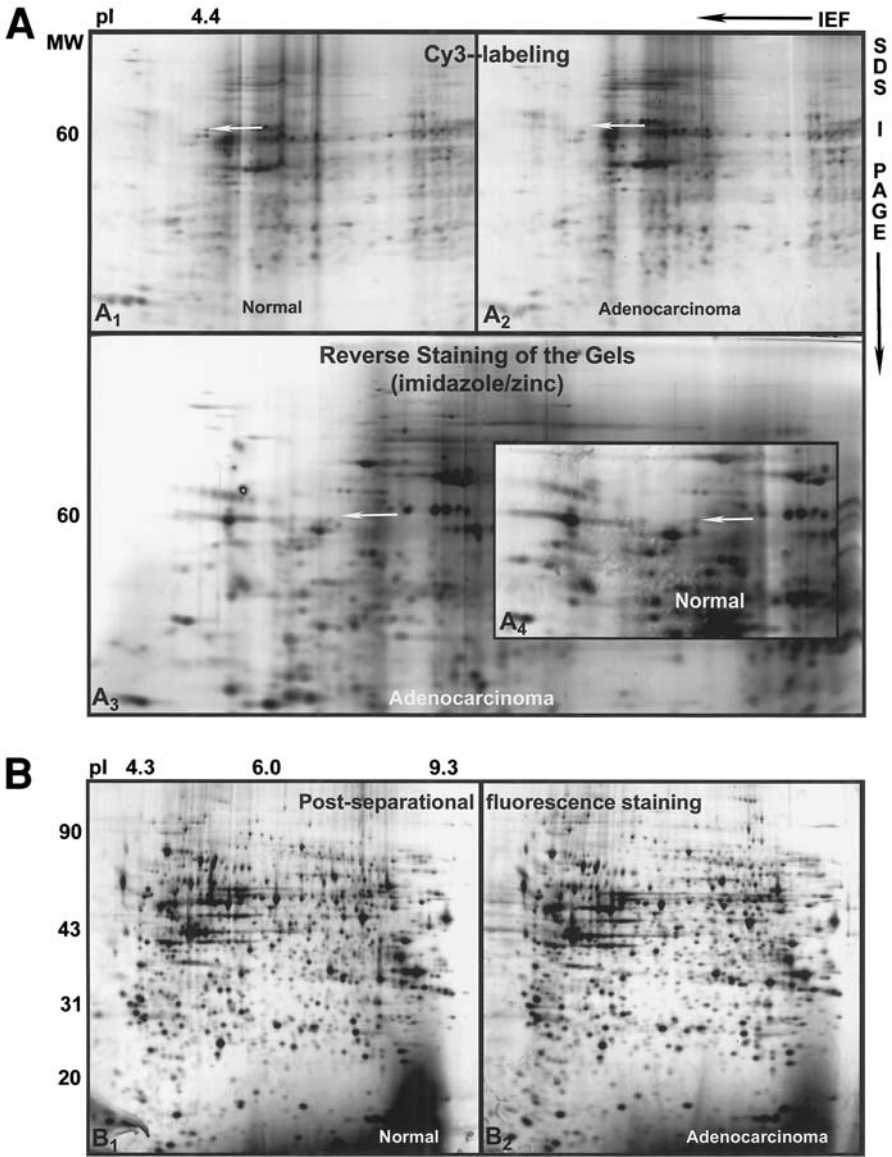 A
pI 4.4 IEF
MW
Cy3-labeling
60
SDS I PAGE
A1 Normal
A2 Adenocarcinoma
Reverse Staining of the Gels
(imidazole/zinc)
60
Normal
A4
A3 Adenocarcinoma
B
pI 4.3 6.0 9.3
Post-separational fluorescence staining
90
43
31
20
B1 Normal
B2 Adenocarcinoma